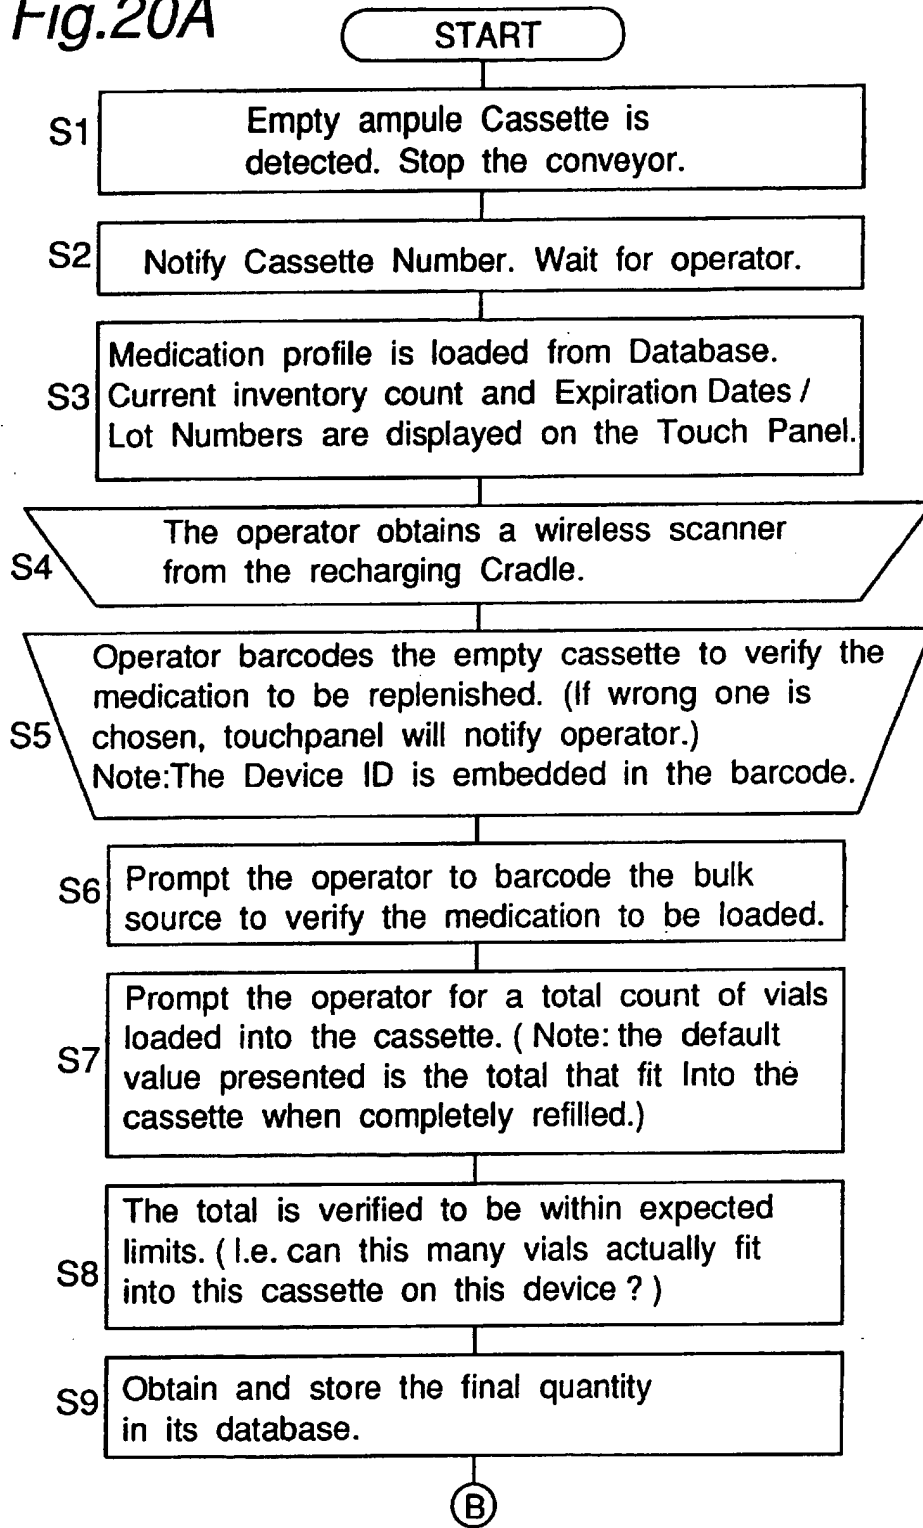 Fig.20A
START
S1
Empty ampule Cassette is
detected. Stop the conveyor.
S2
Notify Cassette Number. Wait for operator.
S3
Medication profile is loaded from Database.
Current inventory count and Expiration Dates /
Lot Numbers are displayed on the Touch Panel.
S4
The operator obtains a wireless scanner
from the recharging Cradle.
S5
Operator barcodes the empty cassette to verify the
medication to be replenished. (If wrong one is
chosen, touchpanel will notify operator.)
Note:The Device ID is embedded in the barcode.
S6
Prompt the operator to barcode the bulk
source to verify the medication to be loaded.
S7
Prompt the operator for a total count of vials
loaded into the cassette. ( Note: the default
value presented is the total that fit Into the
cassette when completely refilled.)
S8
The total is verified to be within expected
limits. ( I.e. can this many vials actually fit
into this cassette on this device ? )
S9
Obtain and store the final quantity
in its database.
B